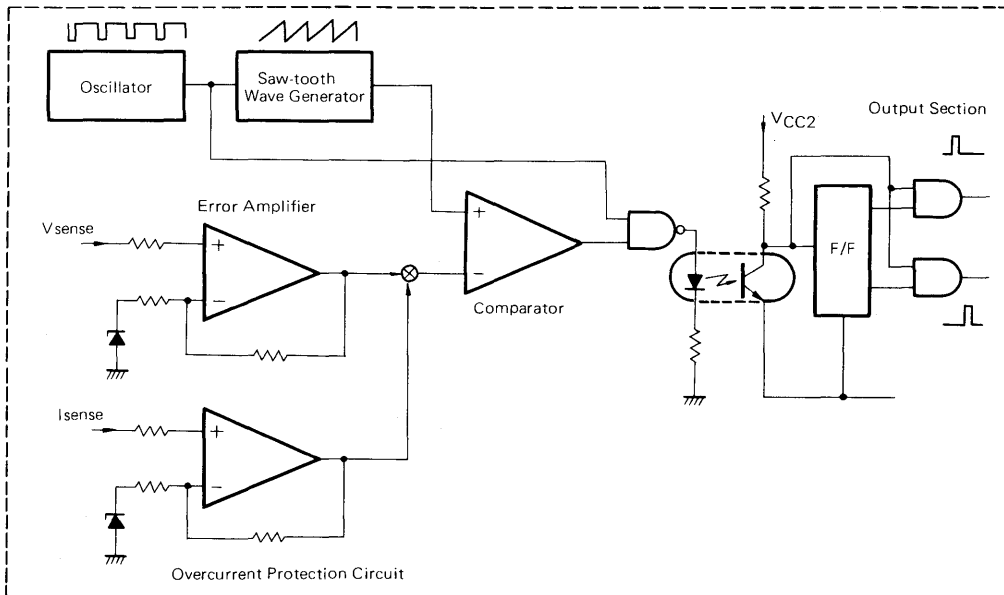 Oscillator
Saw-tooth
Wave Generator
VCC2
Output Section
Error Amplifier
Vsense
+
−
+
−
Comparator
F/F
Isense
+
−
Overcurrent Protection Circuit